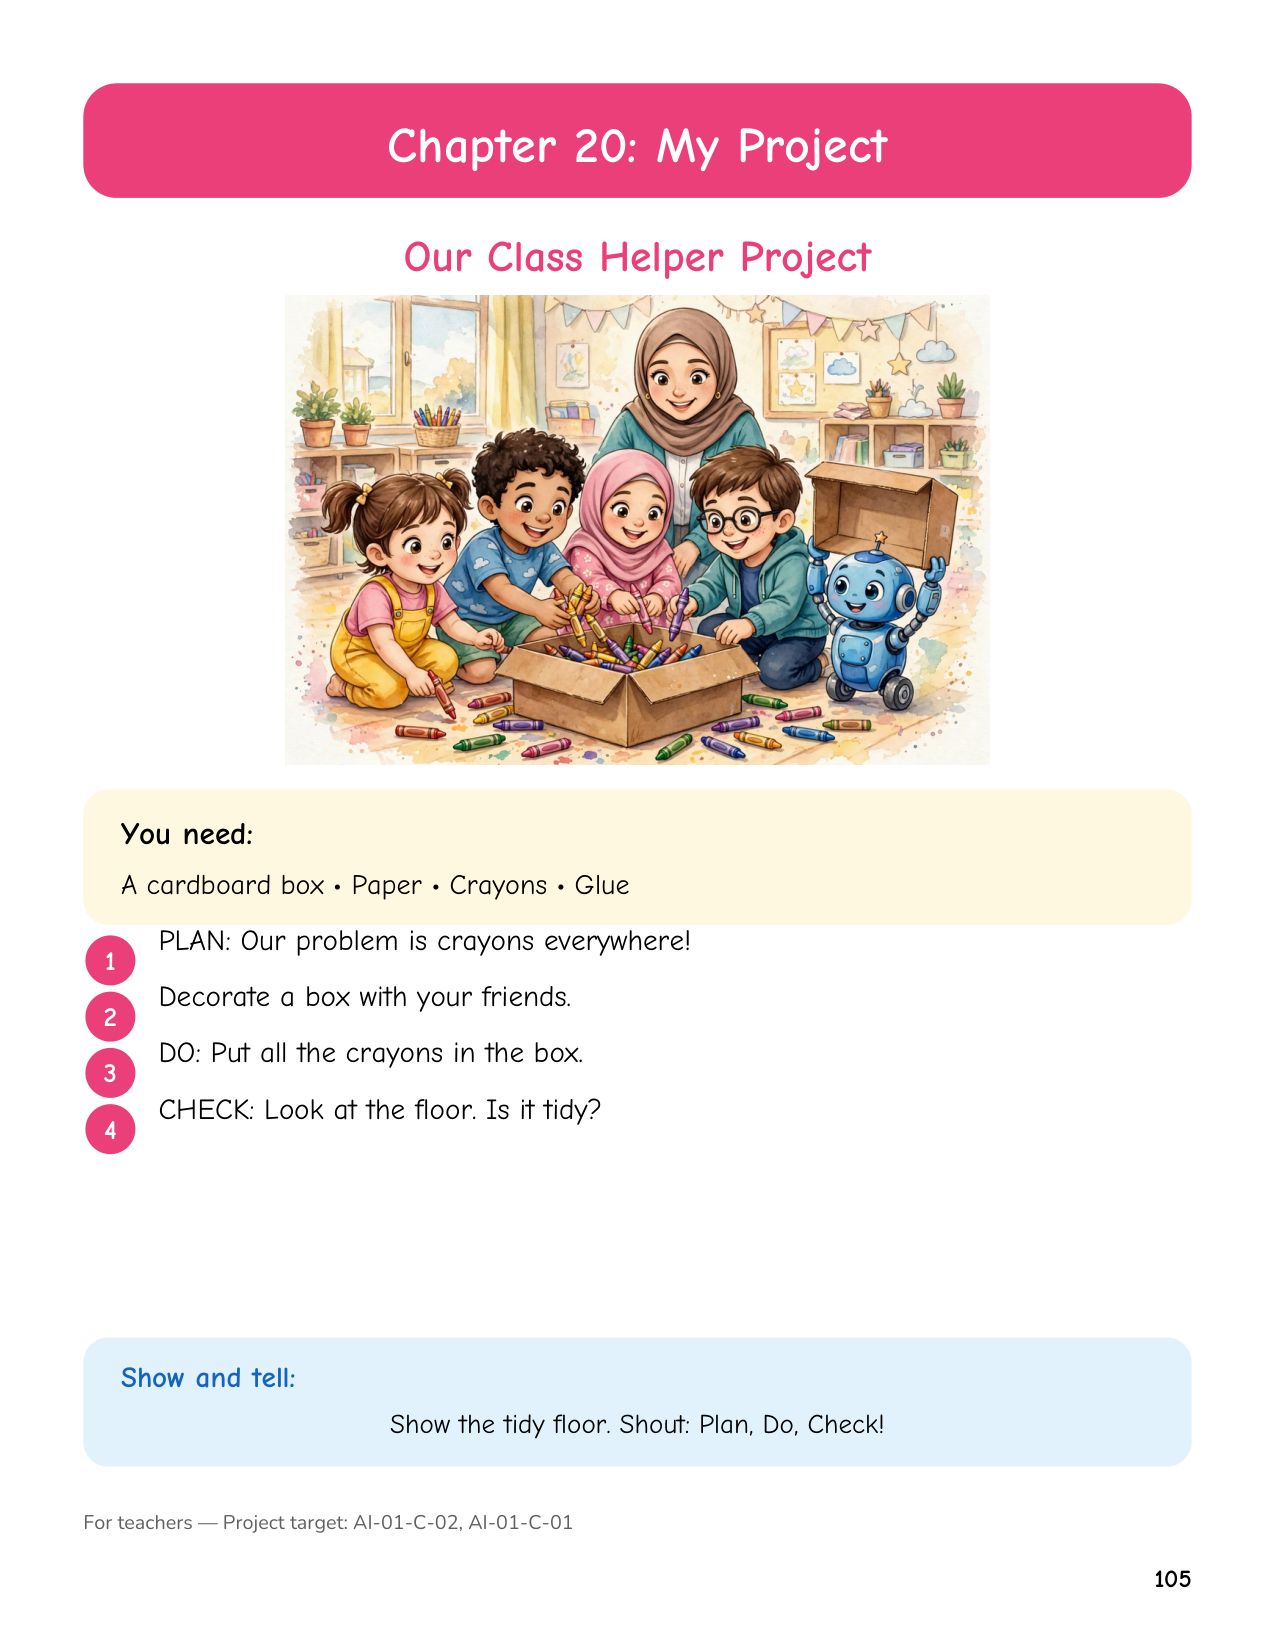 Chapter 20: My Project
Our Class Helper Project
You need:
A cardboard box • Paper • Crayons • Glue
1 PLAN: Our problem is crayons everywhere!
2 Decorate a box with your friends.
3 DO: Put all the crayons in the box.
4 CHECK: Look at the floor. Is it tidy?
Show and tell:
Show the tidy floor. Shout: Plan, Do, Check!
For teachers — Project target: AI-01-C-02, AI-01-C-01
105